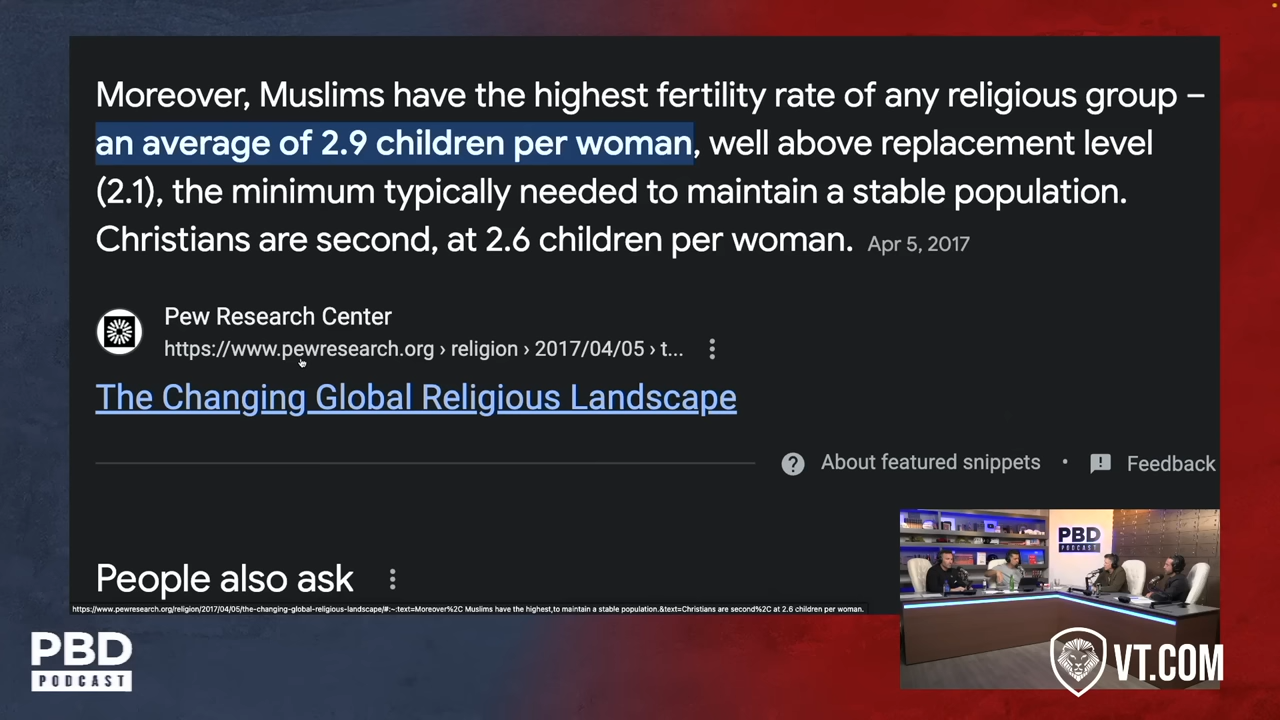 Moreover, Muslims have the highest fertility rate of any religious group –
an average of 2.9 children per woman, well above replacement level
(2.1), the minimum typically needed to maintain a stable population.
Christians are second, at 2.6 children per woman. Apr 5, 2017
Pew Research Center
https://www.pewresearch.org › religion › 2017/04/05 › t...
The Changing Global Religious Landscape
About featured snippets • Feedback
People also ask
https://www.pewresearch.org/religion/2017/04/05/the-changing-global-religious-landscape/#:~:text=Moreover%2C Muslims have the highest,to maintain a stable population.&text=Christians are second%2C at 2.6 children per woman.
PBD
PODCAST
PBD
PODCAST
VT.COM